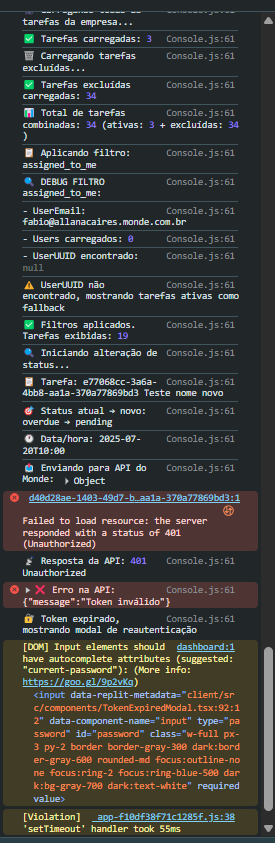 tarefas da empresa...
✅ Tarefas carregadas: 3 Console.js:61
🗑️ Carregando tarefas Console.js:61
excluídas...
✅ Tarefas excluídas Console.js:61
carregadas: 34
📊 Total de tarefas Console.js:61
combinadas: 34 (ativas: 3 + excluídas: 34
)
📋 Aplicando filtro: Console.js:61
assigned_to_me
🔍 DEBUG FILTRO Console.js:61
assigned_to_me:
- UserEmail: Console.js:61
fabio@allanacaires.monde.com.br
- Users carregados: 0 Console.js:61
- UserUUID encontrado: Console.js:61
null
⚠️ UserUUID não Console.js:61
encontrado, mostrando tarefas ativas como
fallback
✅ Filtros aplicados. Console.js:61
Tarefas exibidas: 19
🔍 Iniciando alteração de Console.js:61
status...
📋 Tarefa: e77068cc-3a6a- Console.js:61
4bb8-aa1a-370a77869bd3 Teste nome novo
🎯 Status atual → novo: Console.js:61
overdue → pending
🕐 Data/hora: 2025-07- Console.js:61
20T10:00
📤 Enviando para API do Console.js:61
Monde: ▶ Object
d40d28ae-1403-49d7-b…aa1a-370a77869bd3:1
Failed to load resource: the server
responded with a status of 401
(Unauthorized)
📡 Resposta da API: 401 Console.js:61
Unauthorized
▶ ❌ Erro na API: Console.js:61
{"message":"Token inválido"}
🔒 Token expirado, Console.js:61
mostrando modal de reautenticação
[DOM] Input elements should dashboard:1
have autocomplete attributes (suggested:
"current-password"): (More info:
https://goo.gl/9p2vKq)
<input data-replit-metadata="client/sr
c/components/TokenExpiredModal.tsx:92:1
2" data-component-name="input" type="pa
ssword" id="password" class="w-full px-
3 py-2 border border-gray-300 dark:bord
er-gray-600 rounded-md focus:outline-no
ne focus:ring-2 focus:ring-blue-500 dar
k:bg-gray-700 dark:text-white" required
value>
[Violation] app-f10df38f71c1285f.js:38
'setTimeout' handler took 55ms